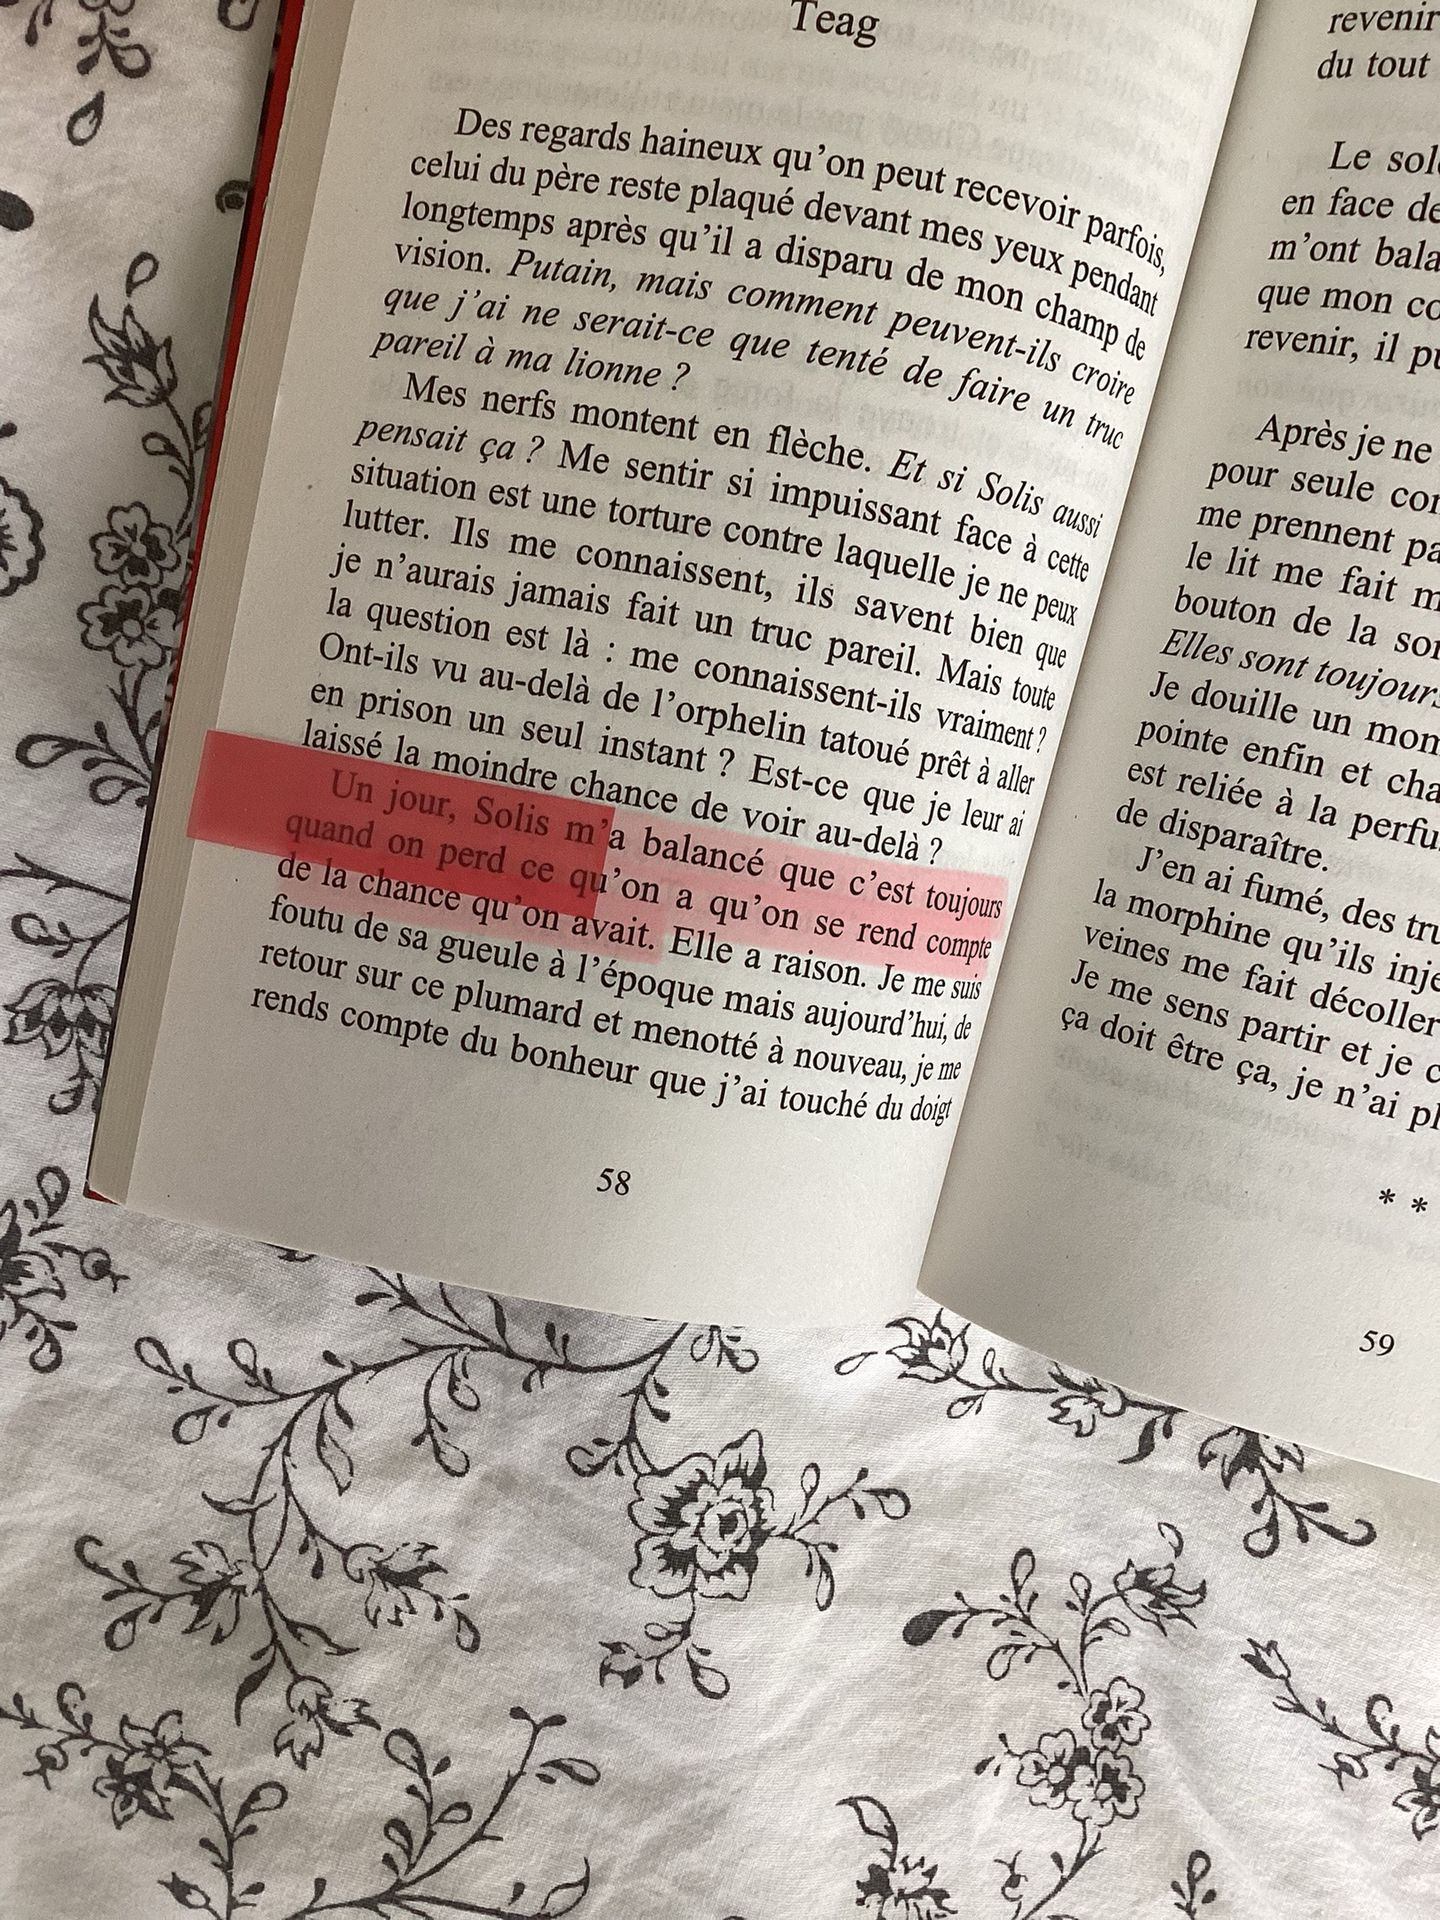 Teag
Des regards haineux qu'on peut recevoir parfois,
celui du père reste plaqué devant mes yeux pendant
longtemps après qu'il a disparu de mon champ de
vision. Putain, mais comment peuvent-ils croire
que j'ai ne serait-ce que tenté de faire un truc
pareil à ma lionne ?
Mes nerfs montent en flèche. Et si Solis aussi
pensait ça ? Me sentir si impuissant face à cette
situation est une torture contre laquelle je ne peux
lutter. Ils me connaissent, ils savent bien que
je n'aurais jamais fait un truc pareil. Mais toute
la question est là : me connaissent-ils vraiment ?
Ont-ils vu au-delà de l'orphelin tatoué prêt à aller
en prison un seul instant ? Est-ce que je leur ai
laissé la moindre chance de voir au-delà ?
Un jour, Solis m'a balancé que c'est toujours
quand on perd ce qu'on a qu'on se rend compte
de la chance qu'on avait. Elle a raison. Je me suis
foutu de sa gueule à l'époque mais aujourd'hui, de
retour sur ce plumard et menotté à nouveau, je me
rends compte du bonheur que j'ai touché du doigt
58
revenir
du tout
Le
en face
m'ont
que mon
revenir, il
Après je ne
pour seule
me prennent
le lit me fait
bouton de la
Elles sont
Je douille un
pointe enfin et
est reliée à la
de disparaître.
J'en ai fumé, des
la morphine qu'ils
veines me fait décoller
Je me sens partir et je
ça doit être ça, je n'ai
* *
59